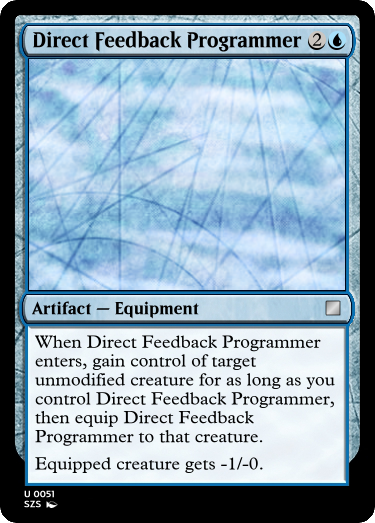 Direct Feedback Programmer 2
Artifact — Equipment
When Direct Feedback Programmer
enters, gain control of target
unmodified creature for as long as you
control Direct Feedback Programmer,
then equip Direct Feedback
Programmer to that creature.
Equipped creature gets -1/-0.
U 0051
SZS